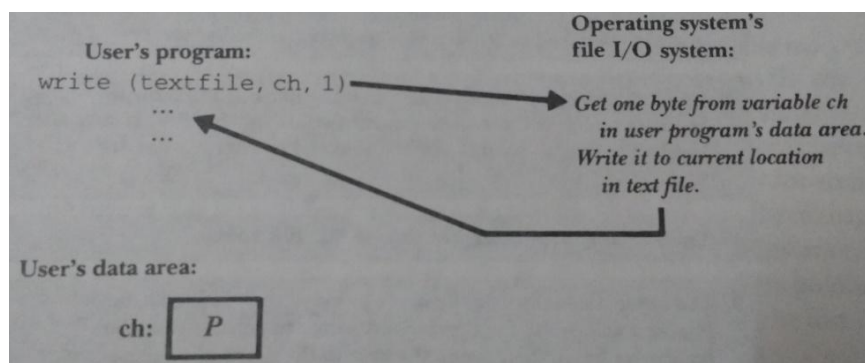 Operating system's
file I/O system:
User's program:
write (textfile, ch, 1)
...
...
Get one byte from variable ch
in user program's data area.
Write it to current location
in text file.
User's data area:
ch: P